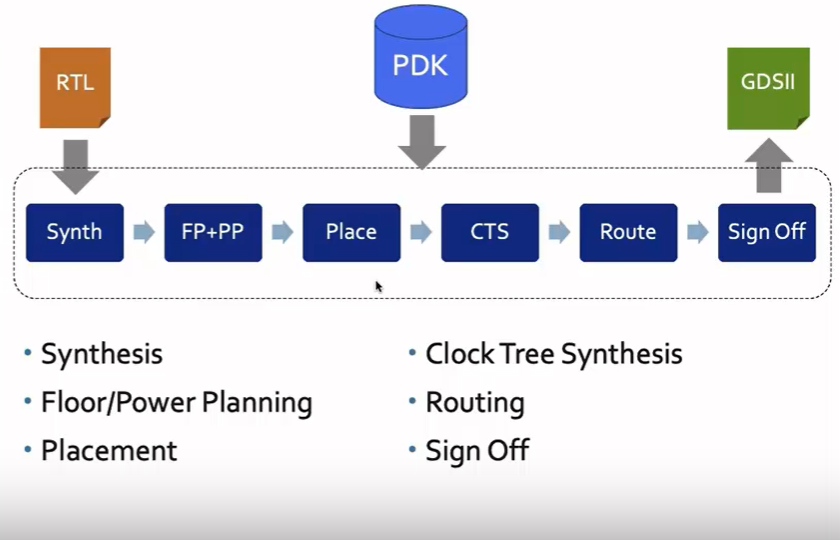 RTL
PDK
GDSII
Synth
FP+PP
Place
CTS
Route
Sign Off
• Synthesis
• Floor/Power Planning
• Placement
• Clock Tree Synthesis
• Routing
• Sign Off